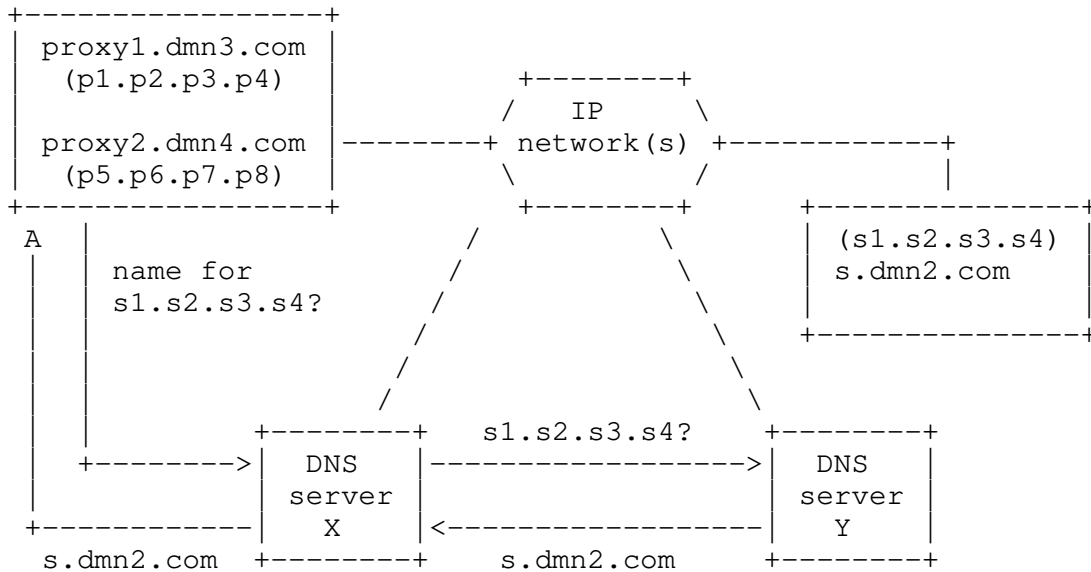 proxy1.dmn3.com
(p1.p2.p3.p4)
IP
proxy2.dmn4.com
network(s)
(p5.p6.p7.p8)
A
(s1.s2.s3.s4)
name for
s.dmn2.com
s1.s2.s3.s4?
s1.s2.s3.s4?
DNS
DNS
server
server
X
Y
s.dmn2.com
s.dmn2.com